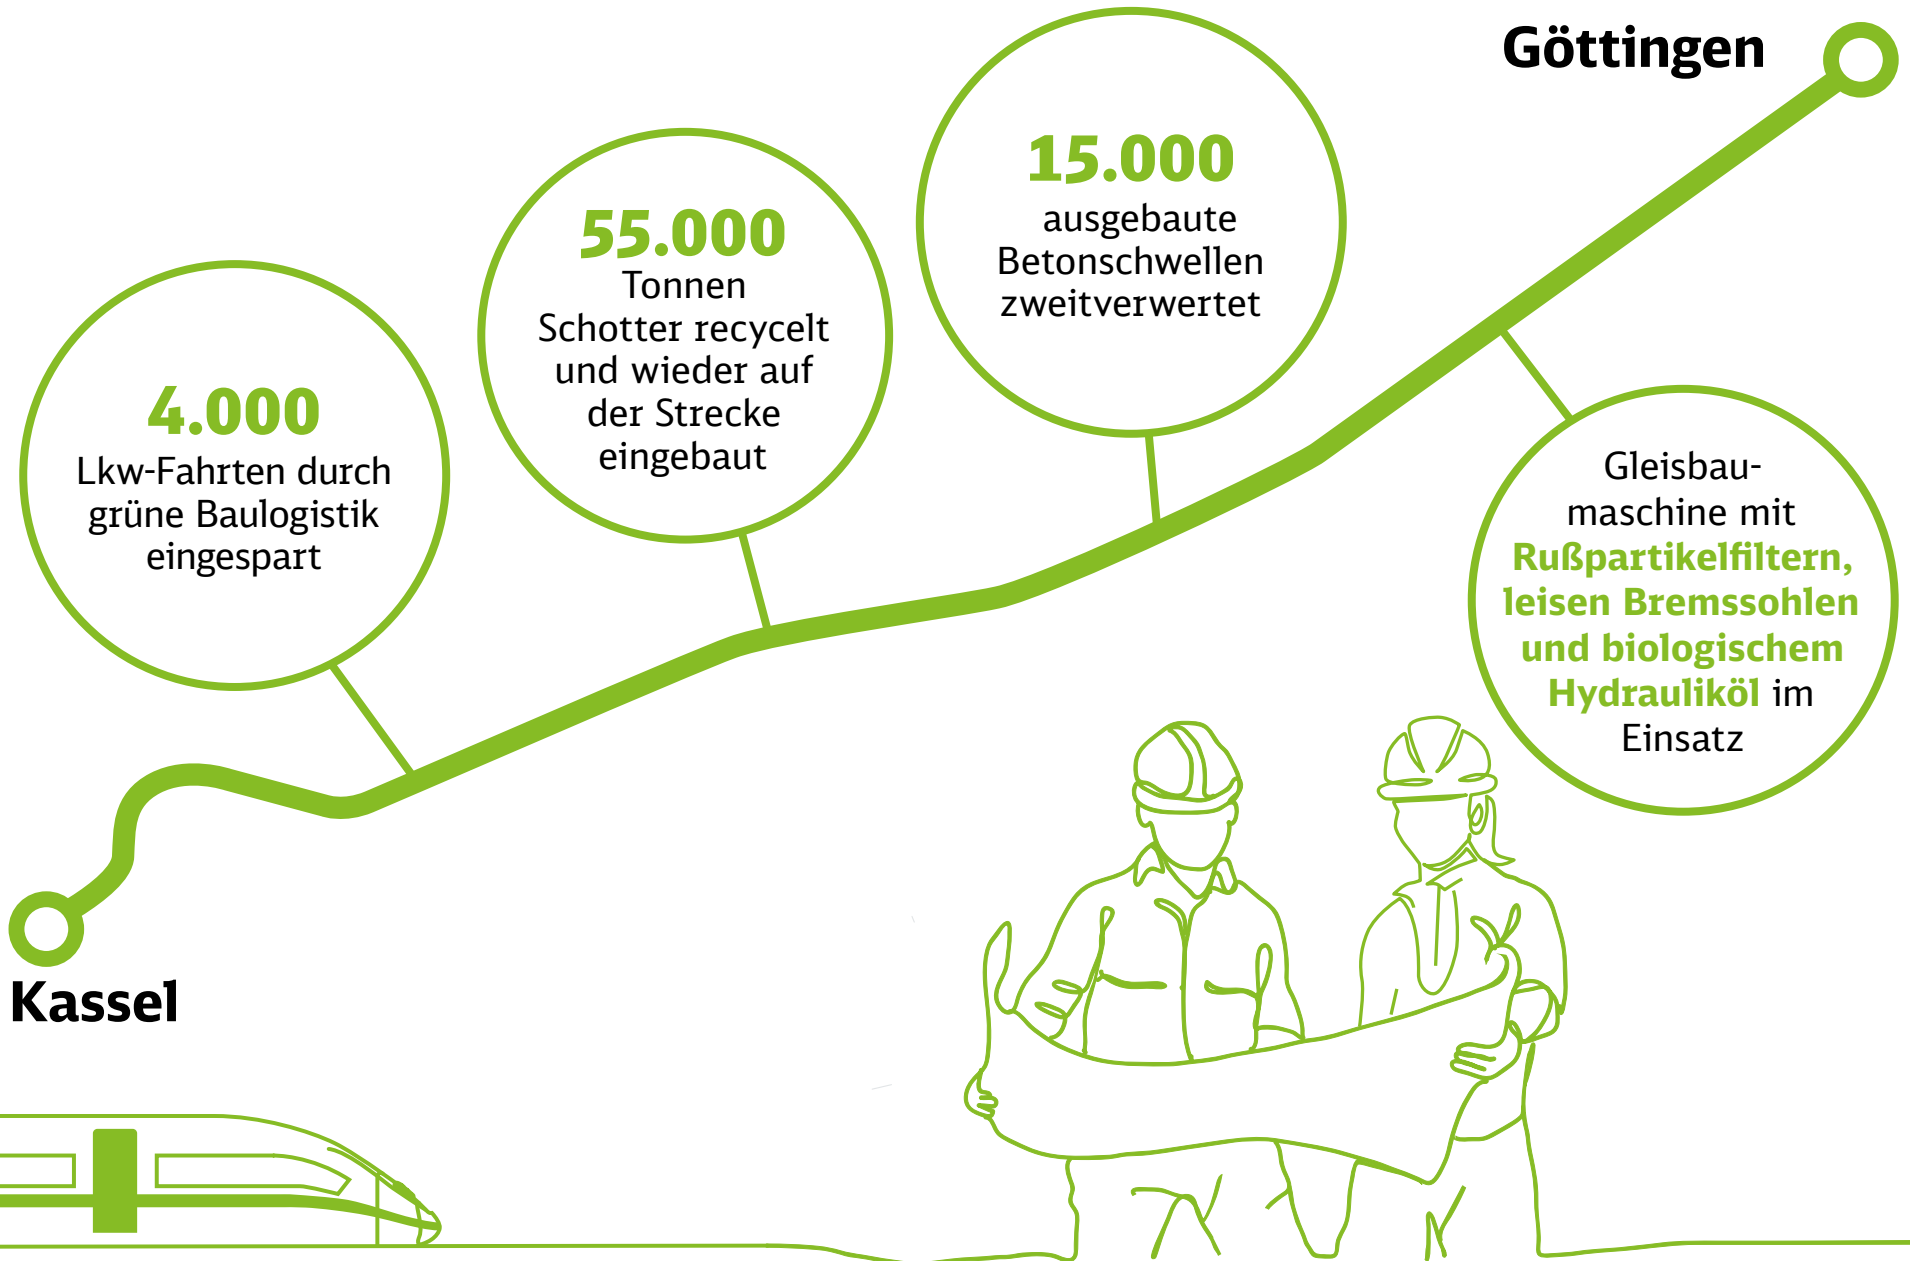 Göttingen
15.000
ausgebaute
Betonschwellen
zweitverwertet
55.000
Tonnen
Schotter recycelt
und wieder auf
der Strecke
eingebaut
4.000
Lkw-Fahrten durch
grüne Baulogistik
eingespart
Gleisbau-
maschine mit
Rußpartikelfiltern,
leisen Bremssohlen
und biologischem
Hydrauliköl im
Einsatz
Kassel